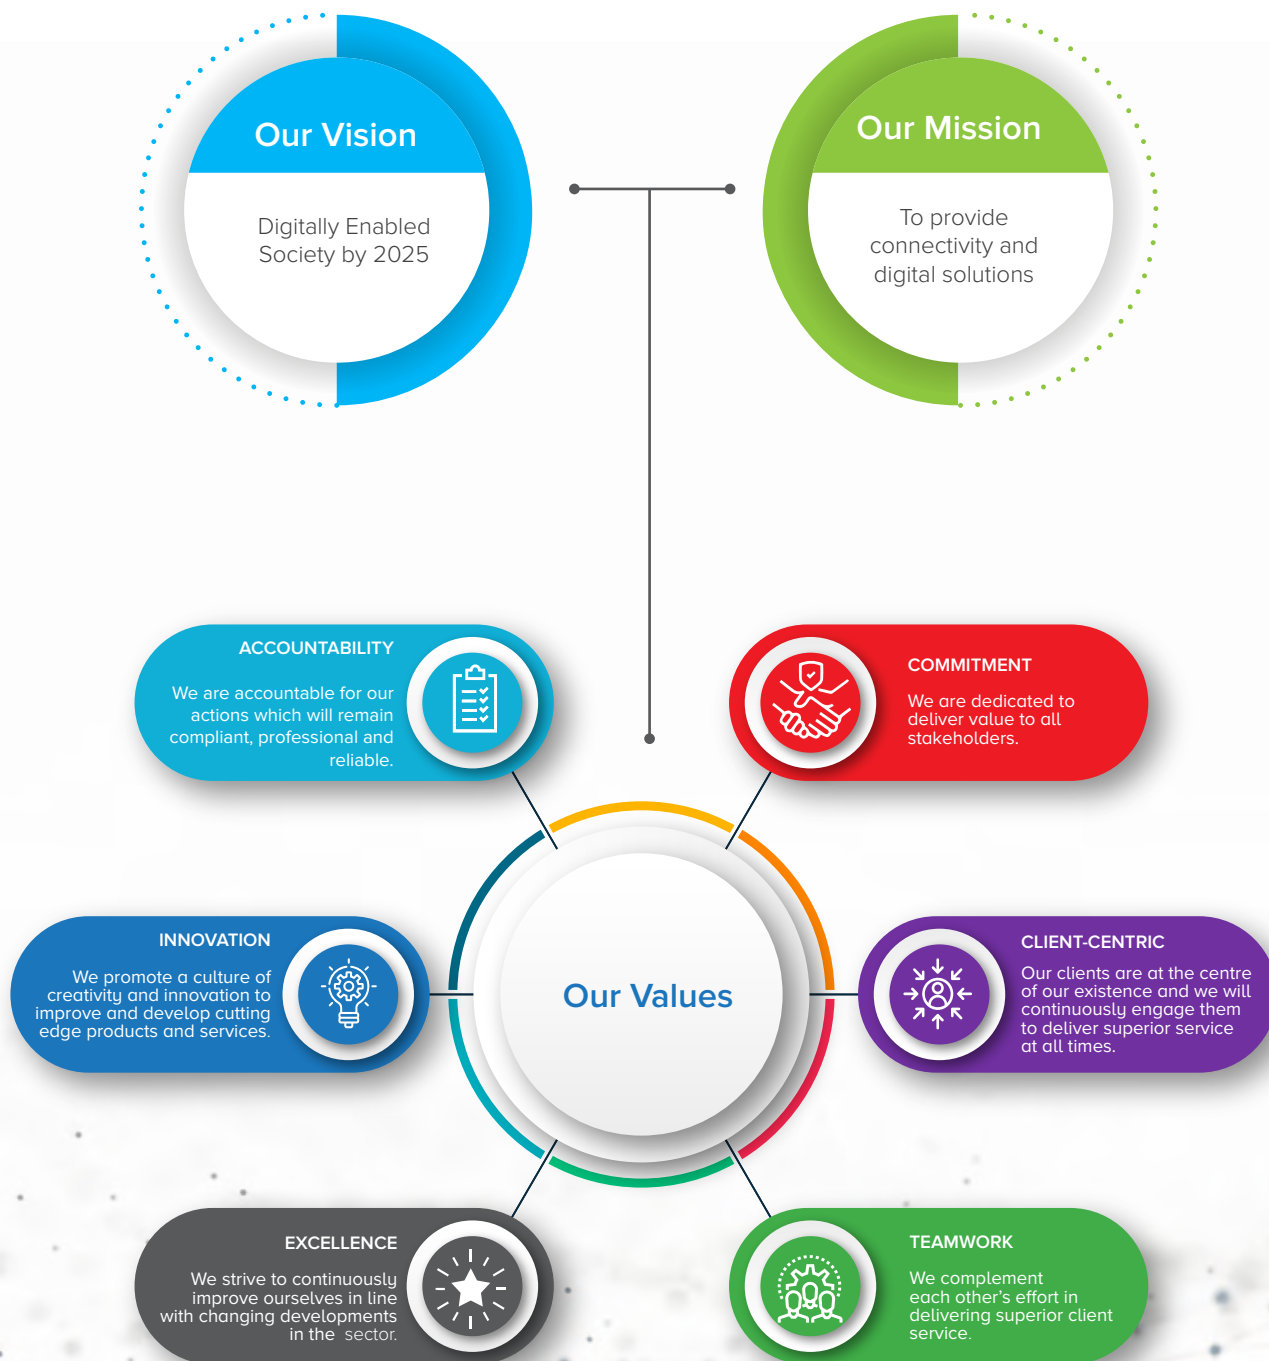 Our Vision
Digitally Enabled
Society by 2025
Our Mission
To provide
connectivity and
digital solutions
ACCOUNTABILITY
We are accountable for our
actions which will remain
compliant, professional and
reliable.
COMMITMENT
We are dedicated to
deliver value to all
stakeholders.
INNOVATION
We promote a culture of
creativity and innovation to
improve and develop cutting
edge products and services.
Our Values
CLIENT-CENTRIC
Our clients are at the centre
of our existence and we will
continuously engage them
to deliver superior service
at all times.
EXCELLENCE
We strive to continuously
improve ourselves in line
with changing developments
in the sector.
TEAMWORK
We complement
each other's effort in
delivering superior client
service.